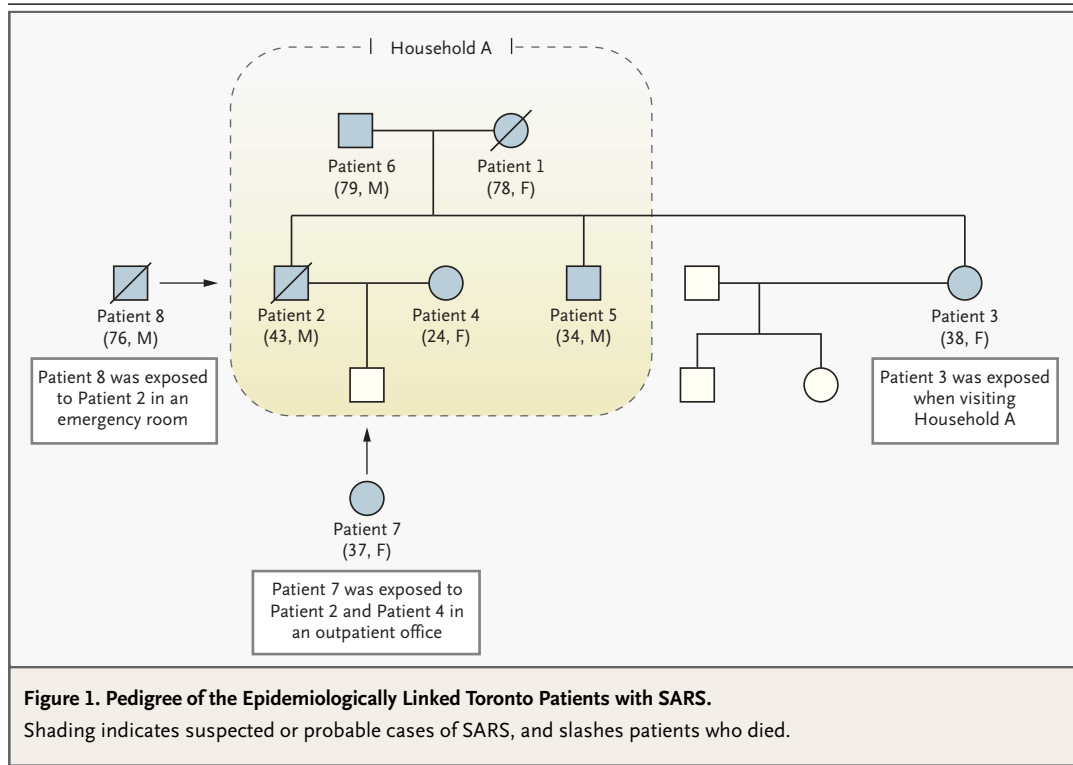 Household A
Patient 6
(79, M)
Patient 1
(78, F)
Patient 8
(76, M)
Patient 2
(43, M)
Patient 4
(24, F)
Patient 5
(34, M)
Patient 3
(38, F)
Patient 8 was exposed
to Patient 2 in an
emergency room
Patient 3 was exposed
when visiting
Household A
Patient 7
(37, F)
Patient 7 was exposed to
Patient 2 and Patient 4 in
an outpatient office
Figure 1. Pedigree of the Epidemiologically Linked Toronto Patients with SARS.
Shading indicates suspected or probable cases of SARS, and slashes patients who died.